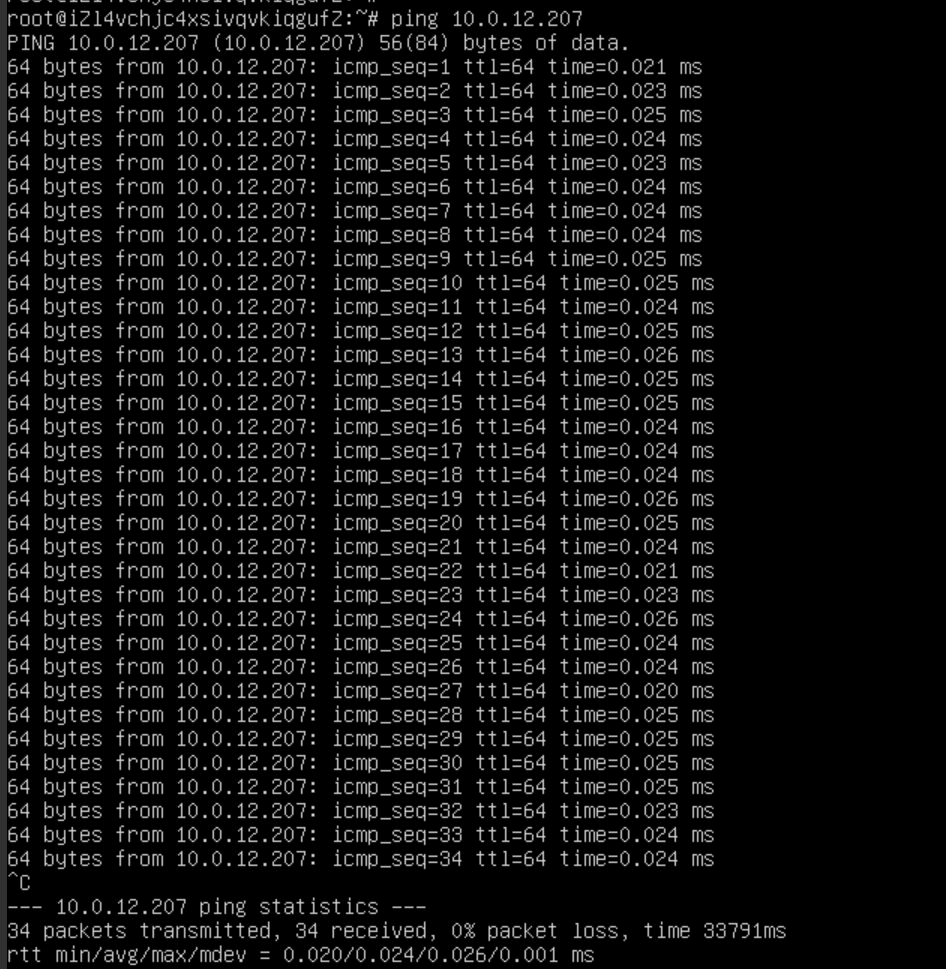 root@iZl4vchjc4xsivqvkiqgufZ:~# ping 10.0.12.207
PING 10.0.12.207 (10.0.12.207) 56(84) bytes of data.
64 bytes from 10.0.12.207: icmp_seq=1 ttl=64 time=0.021 ms
64 bytes from 10.0.12.207: icmp_seq=2 ttl=64 time=0.023 ms
64 bytes from 10.0.12.207: icmp_seq=3 ttl=64 time=0.025 ms
64 bytes from 10.0.12.207: icmp_seq=4 ttl=64 time=0.024 ms
64 bytes from 10.0.12.207: icmp_seq=5 ttl=64 time=0.023 ms
64 bytes from 10.0.12.207: icmp_seq=6 ttl=64 time=0.024 ms
64 bytes from 10.0.12.207: icmp_seq=7 ttl=64 time=0.024 ms
64 bytes from 10.0.12.207: icmp_seq=8 ttl=64 time=0.024 ms
64 bytes from 10.0.12.207: icmp_seq=9 ttl=64 time=0.025 ms
64 bytes from 10.0.12.207: icmp_seq=10 ttl=64 time=0.025 ms
64 bytes from 10.0.12.207: icmp_seq=11 ttl=64 time=0.024 ms
64 bytes from 10.0.12.207: icmp_seq=12 ttl=64 time=0.025 ms
64 bytes from 10.0.12.207: icmp_seq=13 ttl=64 time=0.026 ms
64 bytes from 10.0.12.207: icmp_seq=14 ttl=64 time=0.025 ms
64 bytes from 10.0.12.207: icmp_seq=15 ttl=64 time=0.025 ms
64 bytes from 10.0.12.207: icmp_seq=16 ttl=64 time=0.024 ms
64 bytes from 10.0.12.207: icmp_seq=17 ttl=64 time=0.024 ms
64 bytes from 10.0.12.207: icmp_seq=18 ttl=64 time=0.024 ms
64 bytes from 10.0.12.207: icmp_seq=19 ttl=64 time=0.026 ms
64 bytes from 10.0.12.207: icmp_seq=20 ttl=64 time=0.025 ms
64 bytes from 10.0.12.207: icmp_seq=21 ttl=64 time=0.024 ms
64 bytes from 10.0.12.207: icmp_seq=22 ttl=64 time=0.021 ms
64 bytes from 10.0.12.207: icmp_seq=23 ttl=64 time=0.023 ms
64 bytes from 10.0.12.207: icmp_seq=24 ttl=64 time=0.026 ms
64 bytes from 10.0.12.207: icmp_seq=25 ttl=64 time=0.024 ms
64 bytes from 10.0.12.207: icmp_seq=26 ttl=64 time=0.024 ms
64 bytes from 10.0.12.207: icmp_seq=27 ttl=64 time=0.020 ms
64 bytes from 10.0.12.207: icmp_seq=28 ttl=64 time=0.025 ms
64 bytes from 10.0.12.207: icmp_seq=29 ttl=64 time=0.025 ms
64 bytes from 10.0.12.207: icmp_seq=30 ttl=64 time=0.025 ms
64 bytes from 10.0.12.207: icmp_seq=31 ttl=64 time=0.025 ms
64 bytes from 10.0.12.207: icmp_seq=32 ttl=64 time=0.023 ms
64 bytes from 10.0.12.207: icmp_seq=33 ttl=64 time=0.024 ms
64 bytes from 10.0.12.207: icmp_seq=34 ttl=64 time=0.024 ms
^C
--- 10.0.12.207 ping statistics ---
34 packets transmitted, 34 received, 0% packet loss, time 33791ms
rtt min/avg/max/mdev = 0.020/0.024/0.026/0.001 ms